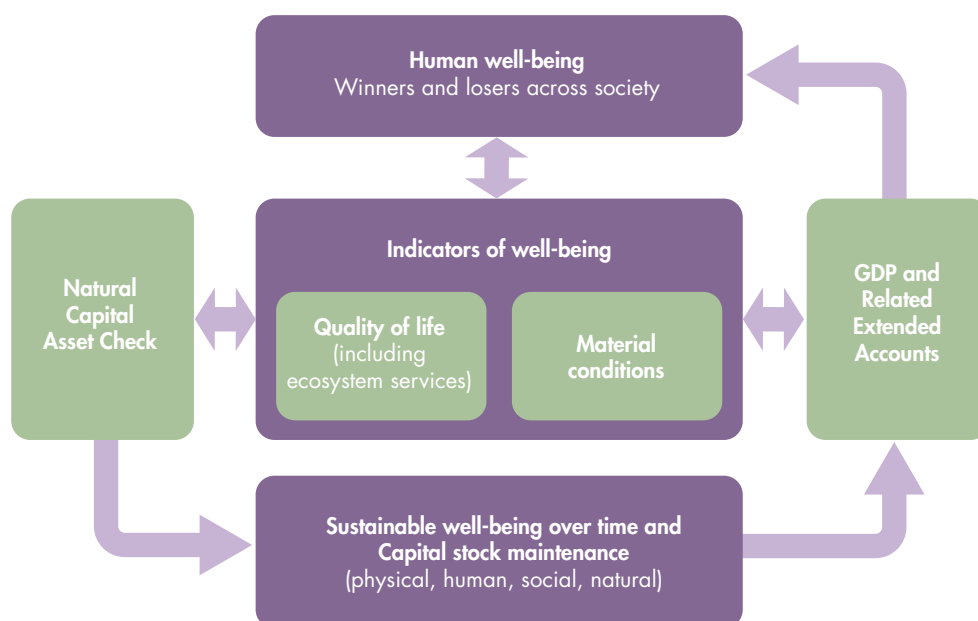 Human well-being
Winners and losers across society
Natural
Capital
Asset Check
Indicators of well-being
Quality of life
(including
ecosystem services)
Material
conditions
GDP and
Related
Extended
Accounts
Sustainable well-being over time and
Capital stock maintenance
(physical, human, social, natural)